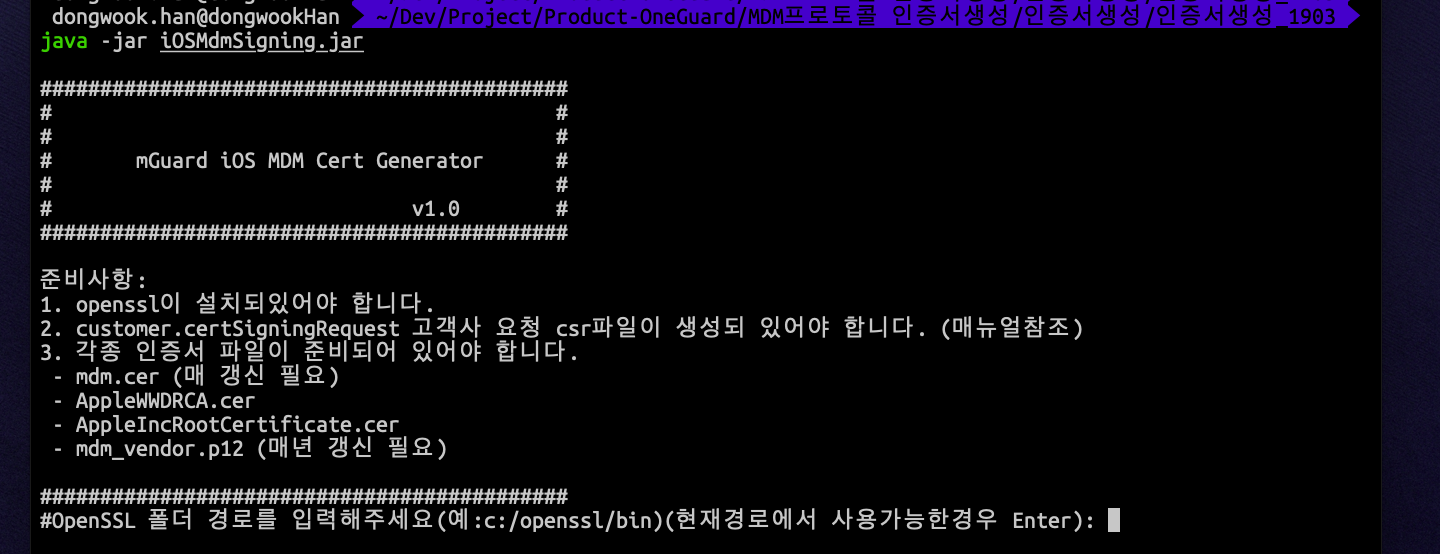 dongwook.han@dongwookHan ~/Dev/Project/Product-OneGuard/MDM프로토콜 인증서생성/인증서생성/인증서생성_1903
java -jar iOSMdmSigning.jar
############################################
# #
# #
# mGuard iOS MDM Cert Generator #
# #
# v1.0 #
############################################
준비사항:
1. openssl이 설치되있어야 합니다.
2. customer.certSigningRequest 고객사 요청 csr파일이 생성되 있어야 합니다. (매뉴얼참조)
3. 각종 인증서 파일이 준비되어 있어야 합니다.
- mdm.cer (매 갱신 필요)
- AppleWWDRCA.cer
- AppleIncRootCertificate.cer
- mdm_vendor.p12 (매년 갱신 필요)
############################################
#OpenSSL 폴더 경로를 입력해주세요(예:c:/openssl/bin)(현재경로에서 사용가능한경우 Enter):